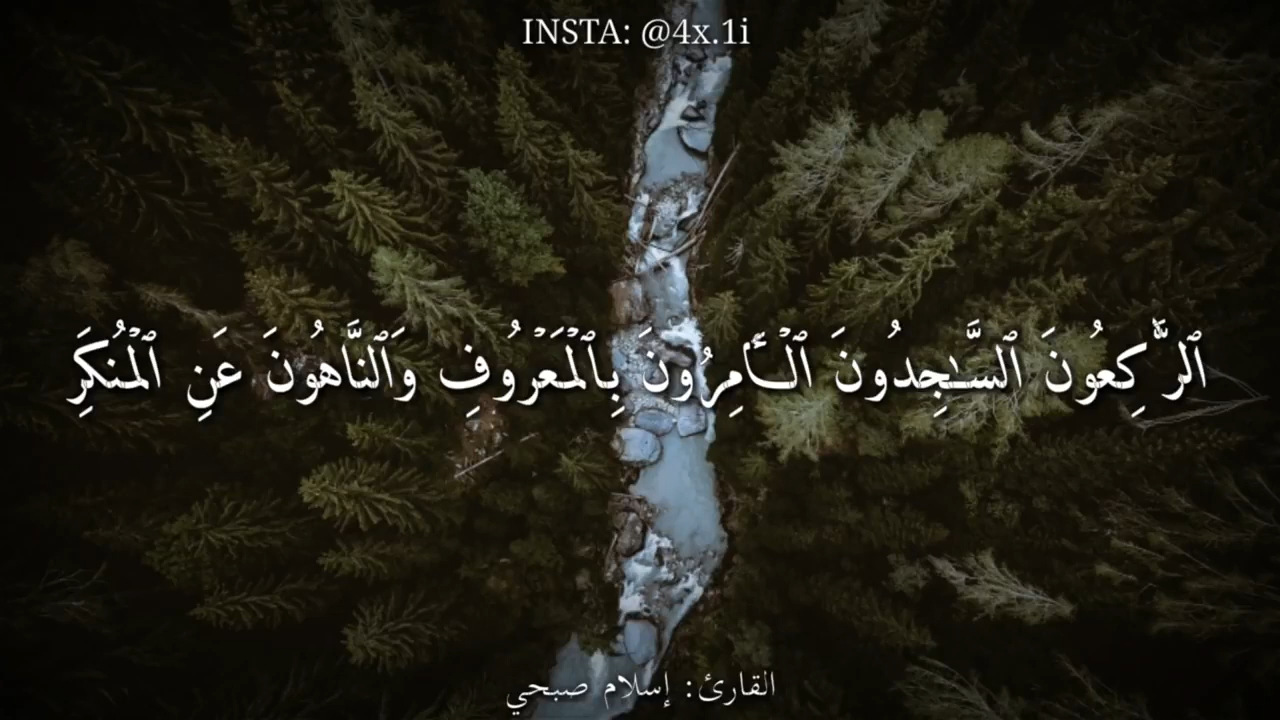 INSTA: @4x.1i
ٱلرَّٰكِعُونَ ٱلسَّٰجِدُونَ ٱلۡأٓمِرُونَ بِٱلۡمَعۡرُوفِ وَٱلنَّاهُونَ عَنِ ٱلۡمُنكَرِ
القارئ: إسلام صبحي